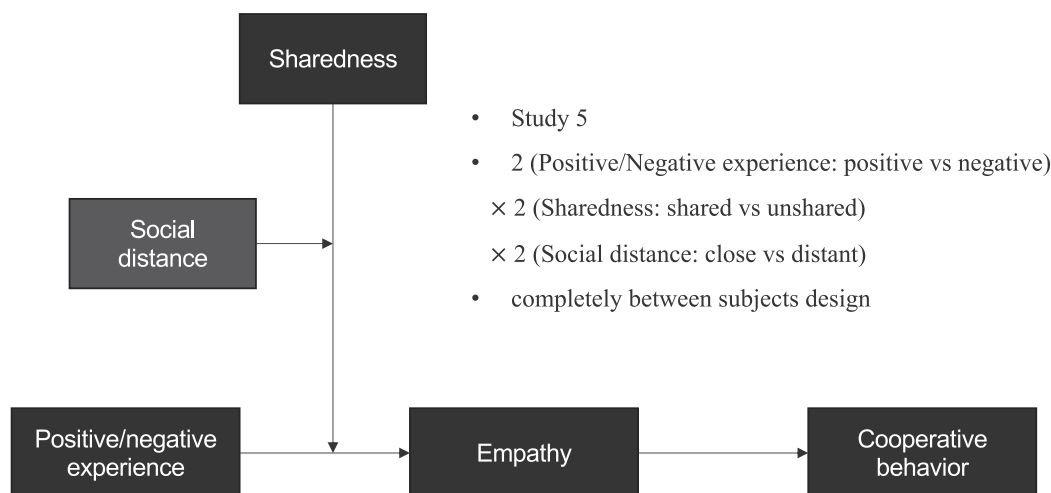 Sharedness
• Study 5
• 2 (Positive/Negative experience: positive vs negative)
× 2 (Sharedness: shared vs unshared)
× 2 (Social distance: close vs distant)
• completely between subjects design
Social
distance
Positive/negative
experience
Empathy
Cooperative
behavior